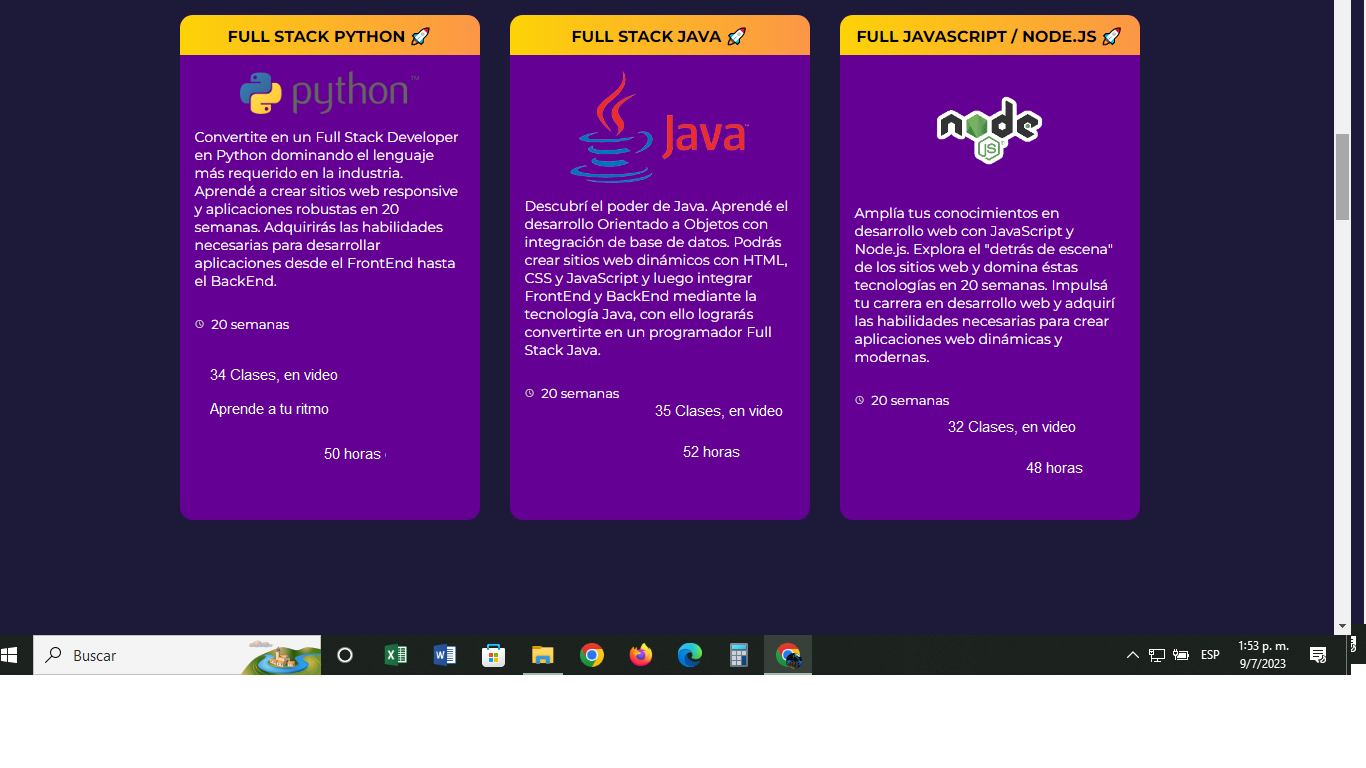 FULL STACK PYTHON 🚀
python™
Convertite en un Full Stack Developer
en Python dominando el lenguaje
más requerido en la industria.
Aprendé a crear sitios web responsive
y aplicaciones robustas en 20
semanas. Adquirirás las habilidades
necesarias para desarrollar
aplicaciones desde el FrontEnd hasta
el BackEnd.
20 semanas
34 Clases, en video
Aprende a tu ritmo
50 horas
FULL STACK JAVA 🚀
Java™
Descubrí el poder de Java. Aprendé el
desarrollo Orientado a Objetos con
integración de base de datos. Podrás
crear sitios web dinámicos con HTML,
CSS y JavaScript y luego integrar
FrontEnd y BackEnd mediante la
tecnología Java, con ello lograrás
convertirte en un programador Full
Stack Java.
20 semanas
35 Clases, en video
52 horas
FULL JAVASCRIPT / NODE.JS 🚀
node
JS
Amplía tus conocimientos en
desarrollo web con JavaScript y
Node.js. Explora el "detrás de escena"
de los sitios web y domina éstas
tecnologías en 20 semanas. Impulsá
tu carrera en desarrollo web y adquirí
las habilidades necesarias para crear
aplicaciones web dinámicas y
modernas.
20 semanas
32 Clases, en video
48 horas
Buscar
ESP
1:53 p. m.
9/7/2023